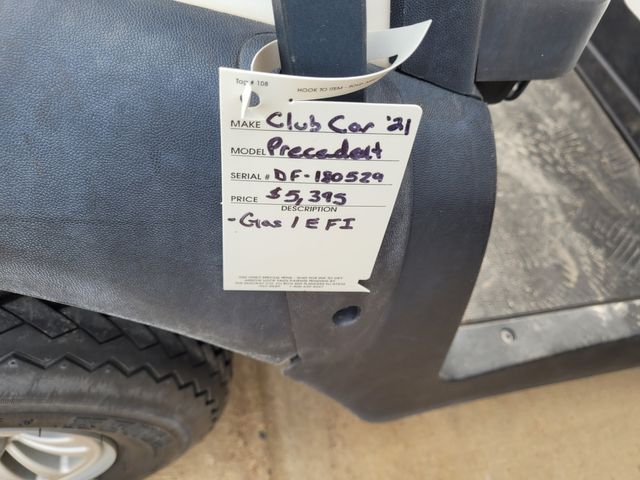 Tag # 108
HOOK TO ITEM -
MAKE Club Car '21
MODEL Precedent
SERIAL # DF-180529
PRICE $5,395
DESCRIPTION
- Gas / EFI